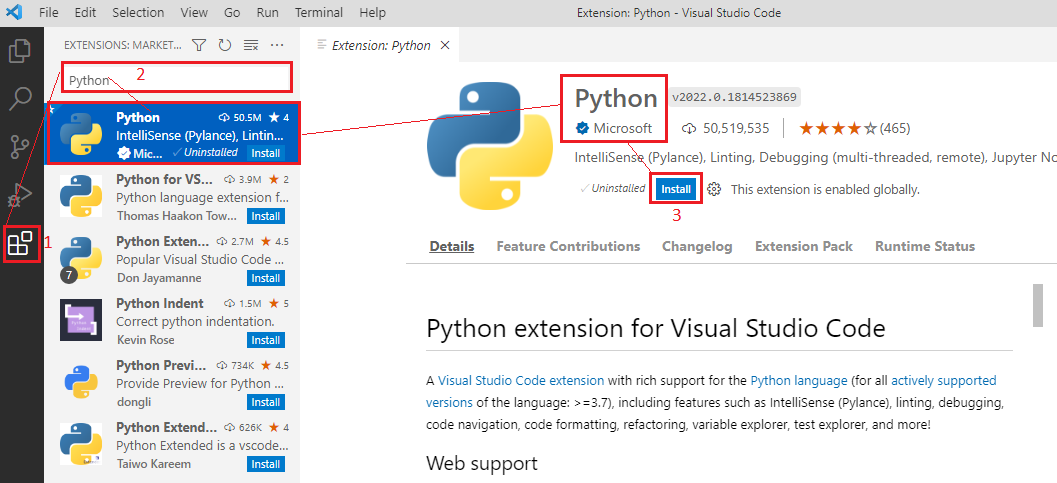 File Edit Selection View Go Run Terminal Help Extension: Python - Visual Studio Code
EXTENSIONS: MARKET... ···
Extension: Python ×
Python 2
Python 50.5M ★ 4
IntelliSense (Pylance), Lintin...
Mic... ✓Uninstalled Install
Python for VS... 3.9M ★ 2
Python language extension f...
Thomas Haakon Tow... Install
1
Python Exten... 2.7M ★ 4.5
Popular Visual Studio Code ...
7 Don Jayamanne Install
Python Indent 1.5M ★ 5
Correct python indentation.
Kevin Rose Install
Python Previ... 734K ★ 4.5
Provide Preview for Python ...
dongli Install
Python Extend... 626K ★ 4
Python Extended is a vscode...
Taiwo Kareem Install
Python v2022.0.1814523869
Microsoft 50,519,535 ★★★★☆ (465)
IntelliSense (Pylance), Linting, Debugging (multi-threaded, remote), Jupyter No
✓Uninstalled Install This extension is enabled globally.
3
Details Feature Contributions Changelog Extension Pack Runtime Status
Python extension for Visual Studio Code
A Visual Studio Code extension with rich support for the Python language (for all actively supported
versions of the language: >=3.7), including features such as IntelliSense (Pylance), linting, debugging,
code navigation, code formatting, refactoring, variable explorer, test explorer, and more!
Web support